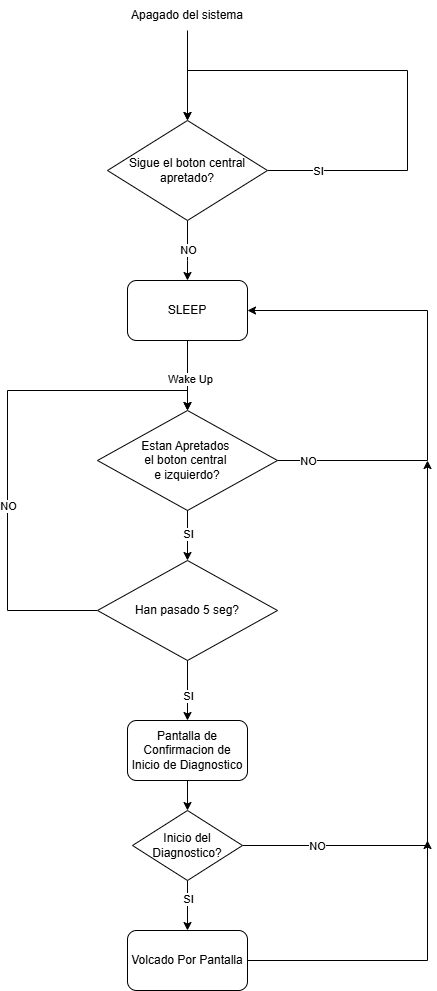 Apagado del sistema
Sigue el boton central
apretado?
SI
NO
SLEEP
Wake Up
Estan Apretados
el boton central
e izquierdo?
NO
SI
NO
Han pasado 5 seg?
SI
Pantalla de
Confirmacion de
Inicio de Diagnostico
Inicio del
Diagnostico?
NO
SI
Volcado Por Pantalla